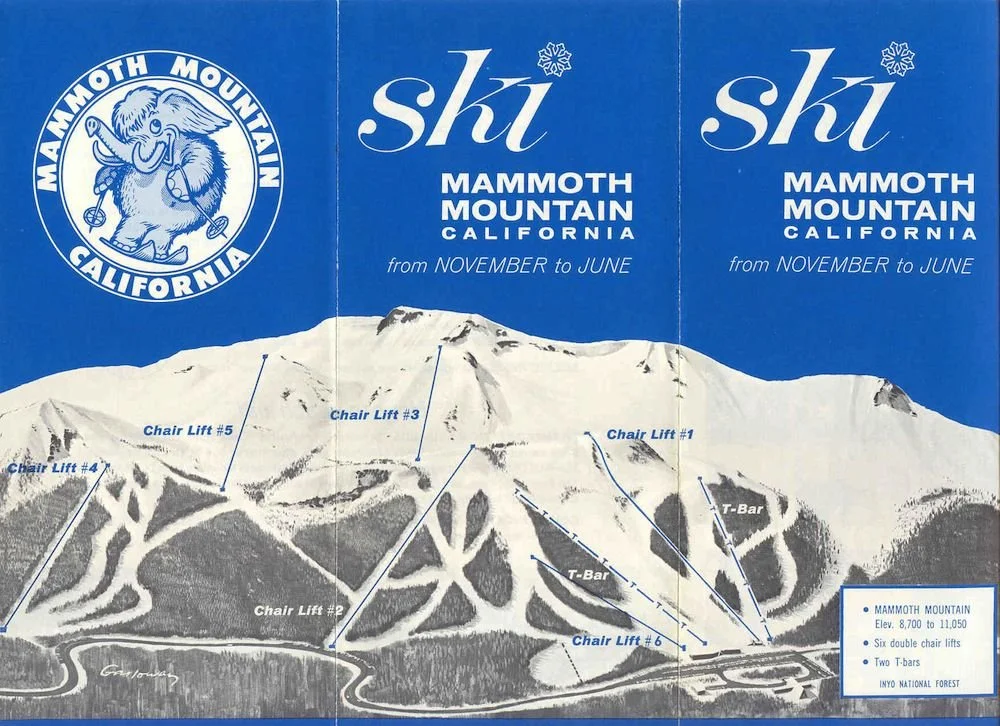 MAMMOTH MOUNTAIN
CALIFORNIA
ski
MAMMOTH
MOUNTAIN
CALIFORNIA
from NOVEMBER to JUNE
ski
MAMMOTH
MOUNTAIN
CALIFORNIA
from NOVEMBER to JUNE
Chair Lift #5
Chair Lift #3
Chair Lift #1
Chair Lift #4
T-Bar
T-Bar
Chair Lift #2
Chair Lift #6
• MAMMOTH MOUNTAIN
Elev. 8,700 to 11,050
• Six double chair lifts
• Two T-bars
INYO NATIONAL FOREST